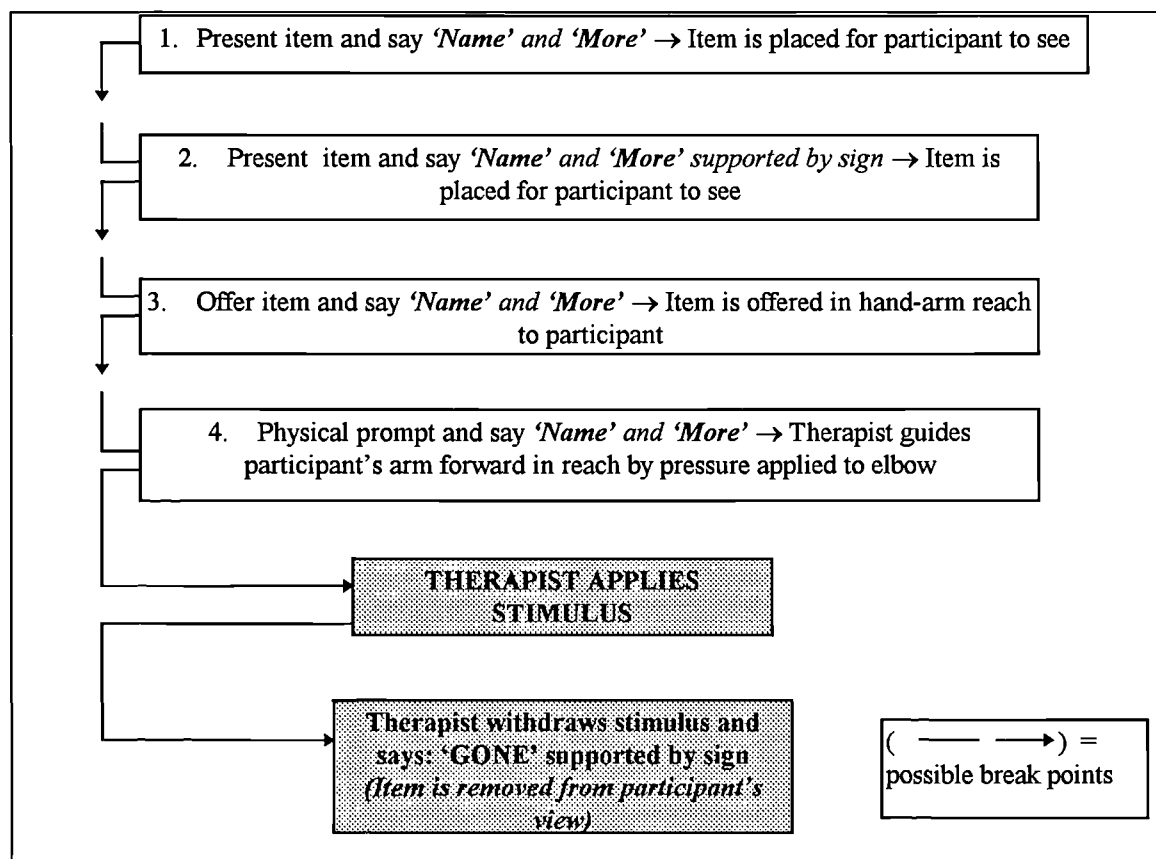 1. Present item and say 'Name' and 'More' → Item is placed for participant to see
2. Present item and say 'Name' and 'More' supported by sign → Item is
placed for participant to see
3. Offer item and say 'Name' and 'More' → Item is offered in hand-arm reach
to participant
4. Physical prompt and say 'Name' and 'More' → Therapist guides
participant's arm forward in reach by pressure applied to elbow
THERAPIST APPLIES
STIMULUS
Therapist withdraws stimulus and
says: 'GONE' supported by sign
(Item is removed from participant's
view)
( — →) =
possible break points